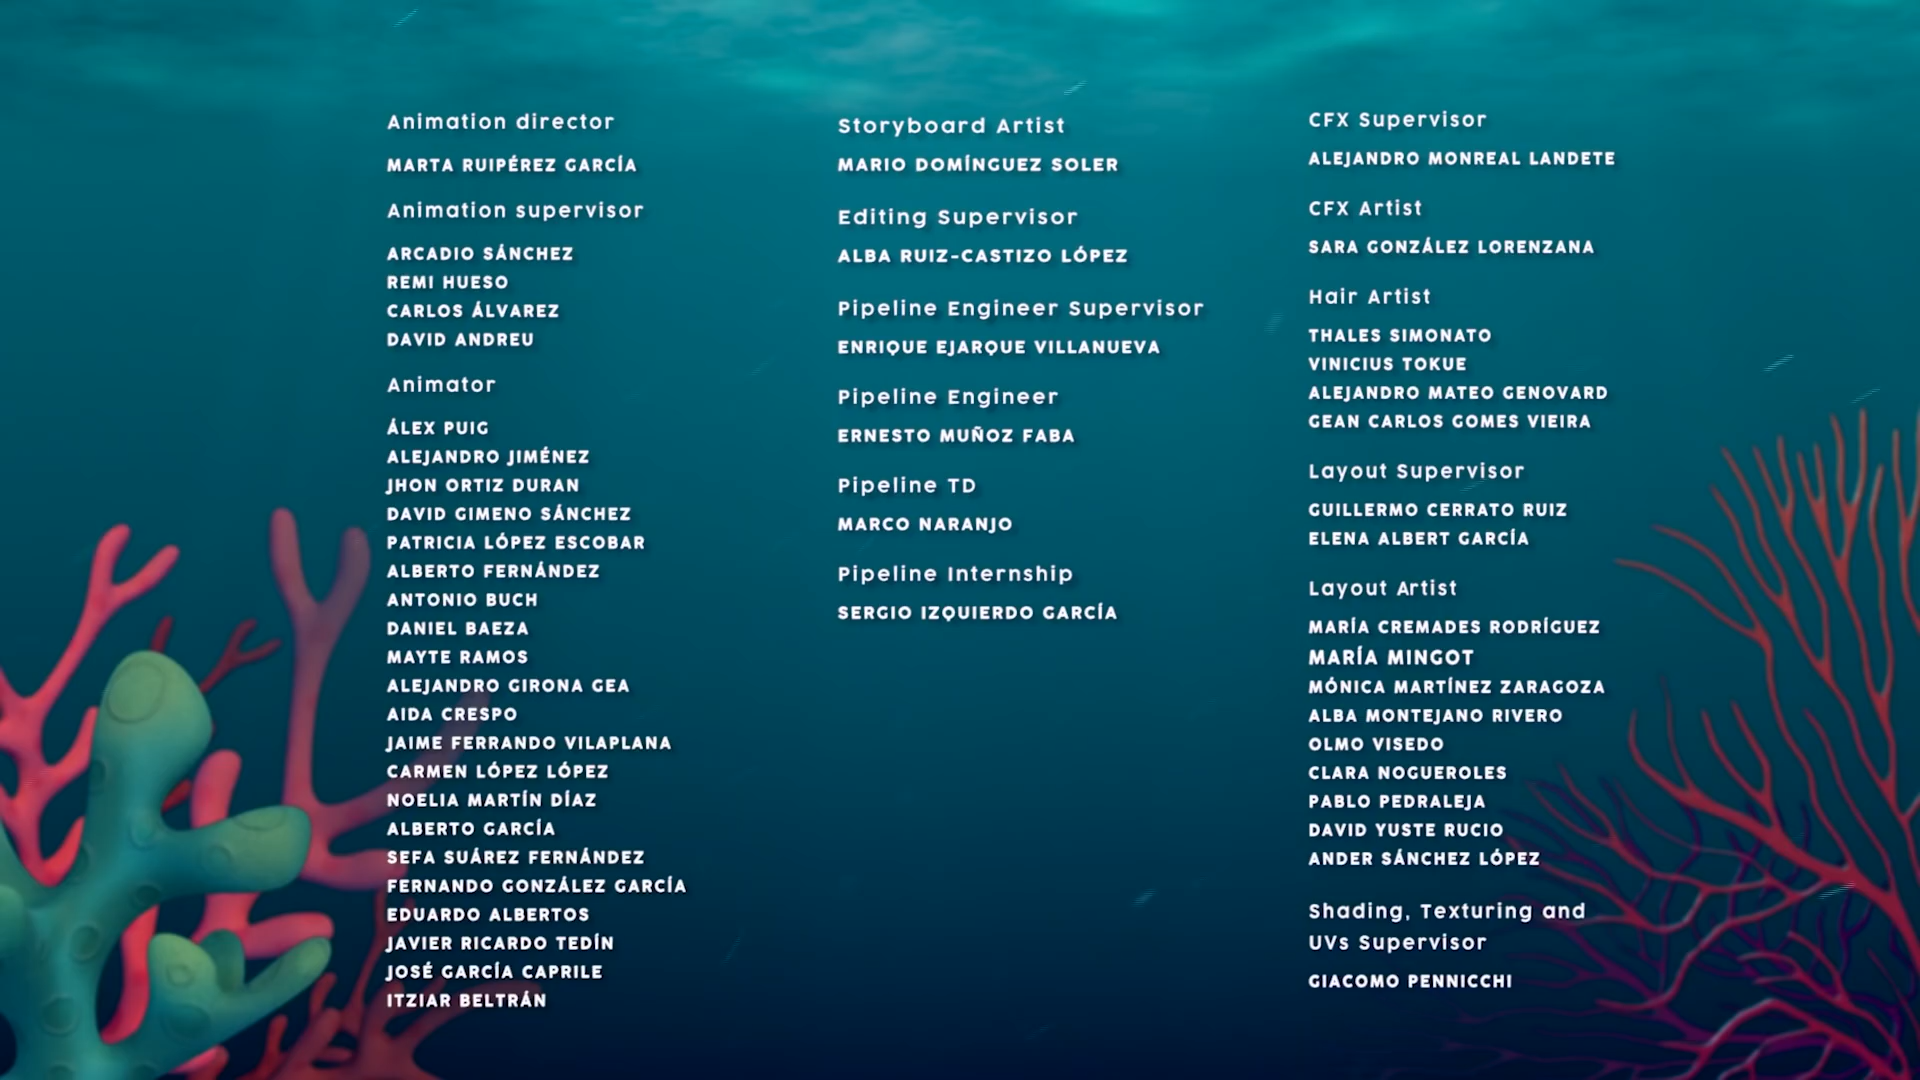 Animation director
MARTA RUIPÉREZ GARCÍA
Animation supervisor
ARCADIO SÁNCHEZ
REMI HUESO
CARLOS ÁLVAREZ
DAVID ANDREU
Animator
ÁLEX PUIG
ALEJANDRO JIMÉNEZ
JHON ORTIZ DURAN
DAVID GIMENO SÁNCHEZ
PATRICIA LÓPEZ ESCOBAR
ALBERTO FERNÁNDEZ
ANTONIO BUCH
DANIEL BAEZA
MAYTE RAMOS
ALEJANDRO GIRONA GEA
AIDA CRESPO
JAIME FERRANDO VILAPLANA
CARMEN LÓPEZ LÓPEZ
NOELIA MARTÍN DÍAZ
ALBERTO GARCÍA
SEFA SUÁREZ FERNÁNDEZ
FERNANDO GONZÁLEZ GARCÍA
EDUARDO ALBERTOS
JAVIER RICARDO TEDÍN
JOSÉ GARCÍA CAPRILE
ITZIAR BELTRÁN
Storyboard Artist
MARIO DOMÍNGUEZ SOLER
Editing Supervisor
ALBA RUIZ-CASTIZO LÓPEZ
Pipeline Engineer Supervisor
ENRIQUE EJARQUE VILLANUEVA
Pipeline Engineer
ERNESTO MUÑOZ FABA
Pipeline TD
MARCO NARANJO
Pipeline Internship
SERGIO IZQUIERDO GARCÍA
CFX Supervisor
ALEJANDRO MONREAL LANDETE
CFX Artist
SARA GONZÁLEZ LORENZANA
Hair Artist
THALES SIMONATO
VINICIUS TOKUE
ALEJANDRO MATEO GENOVARD
GEAN CARLOS GOMES VIEIRA
Layout Supervisor
GUILLERMO CERRATO RUIZ
ELENA ALBERT GARCÍA
Layout Artist
MARÍA CREMADES RODRÍGUEZ
MARÍA MINGOT
MÓNICA MARTÍNEZ ZARAGOZA
ALBA MONTEJANO RIVERO
OLMO VISEDO
CLARA NOGUEROLES
PABLO PEDRALEJA
DAVID YUSTE RUCIO
ANDER SÁNCHEZ LÓPEZ
Shading, Texturing and
UVs Supervisor
GIACOMO PENNICCHI